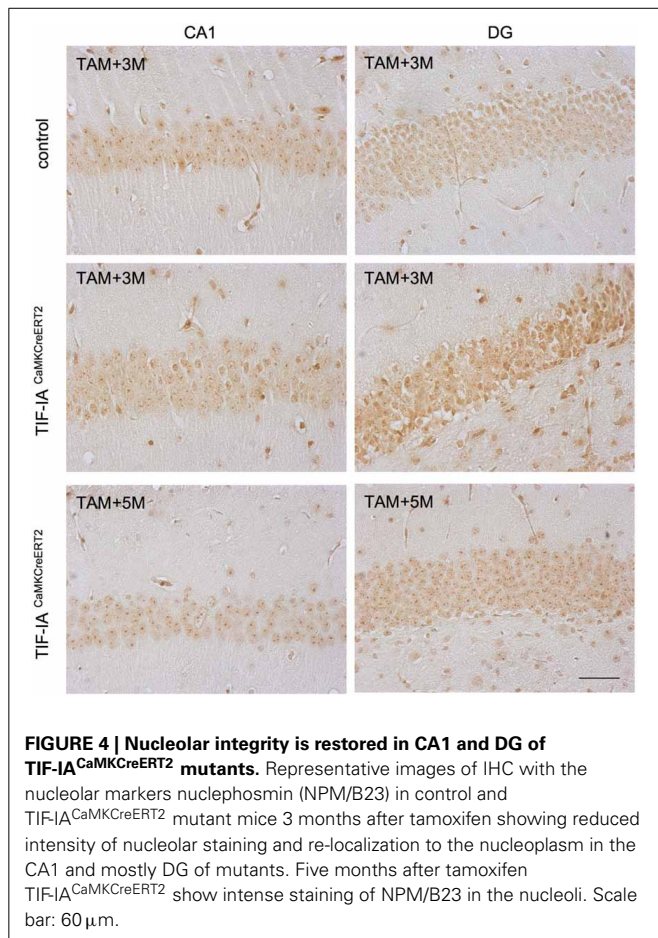 CA1 DG
control
TAM+3M TAM+3M
TIF-IA CaMKCreERT2
TAM+3M TAM+3M
TIF-IA CaMKCreERT2
TAM+5M TAM+5M
FIGURE 4 | Nucleolar integrity is restored in CA1 and DG of
TIF-IA^CaMKCreERT2 mutants. Representative images of IHC with the
nucleolar markers nuclephosmin (NPM/B23) in control and
TIF-IA^CaMKCreERT2 mutant mice 3 months after tamoxifen showing reduced
intensity of nucleolar staining and re-localization to the nucleoplasm in the
CA1 and mostly DG of mutants. Five months after tamoxifen
TIF-IA^CaMKCreERT2 show intense staining of NPM/B23 in the nucleoli. Scale
bar: 60 μm.